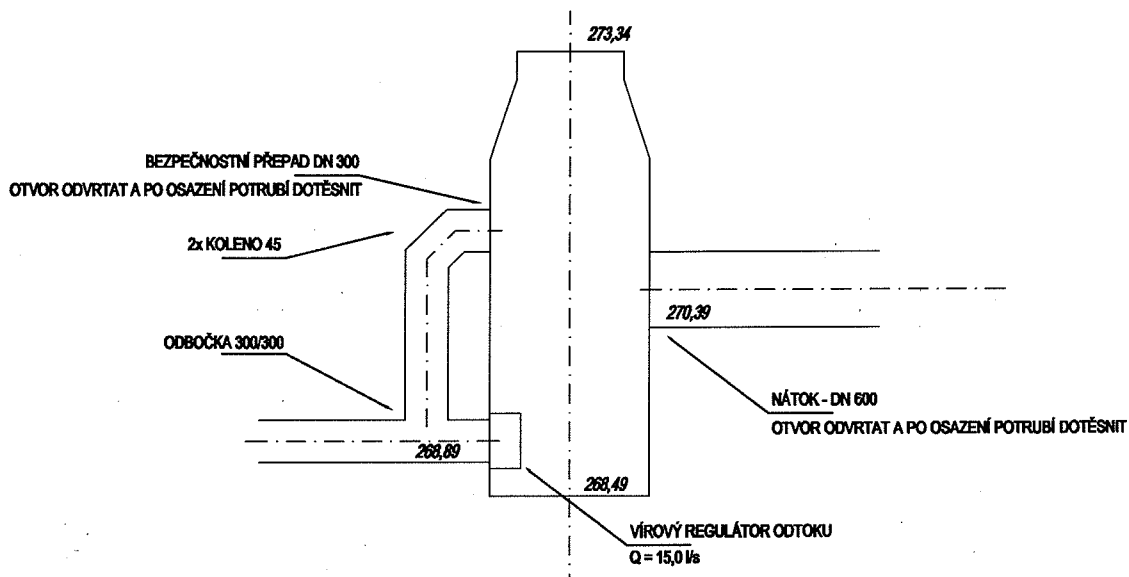 273,34
BEZPEČNOSTNÍ PŘEPAD DN 300
OTVOR ODVRTAT A PO OSAZENÍ POTRUBÍ DOTĚSNIT
2x KOLENO 45
270,39
ODBOČKA 300/300
NÁTOK - DN 600
OTVOR ODVRTAT A PO OSAZENÍ POTRUBÍ DOTĚSNIT
268,89
268,49
VÍROVÝ REGULÁTOR ODTOKU
Q = 15,0 l/s